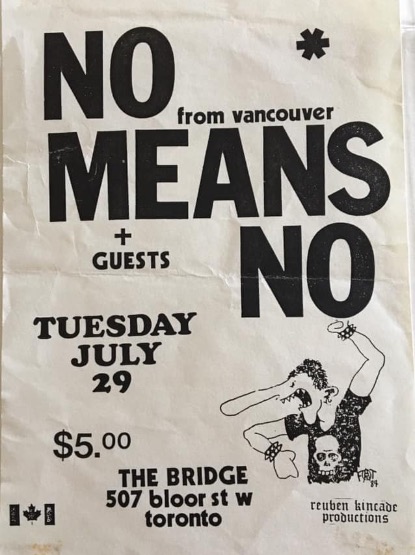 NO
*
from vancouver
MEANS
+
GUESTS
NO
TUESDAY
JULY
29
$5.00
THE BRIDGE
507 bloor st w
toronto
reuben kincade
productions